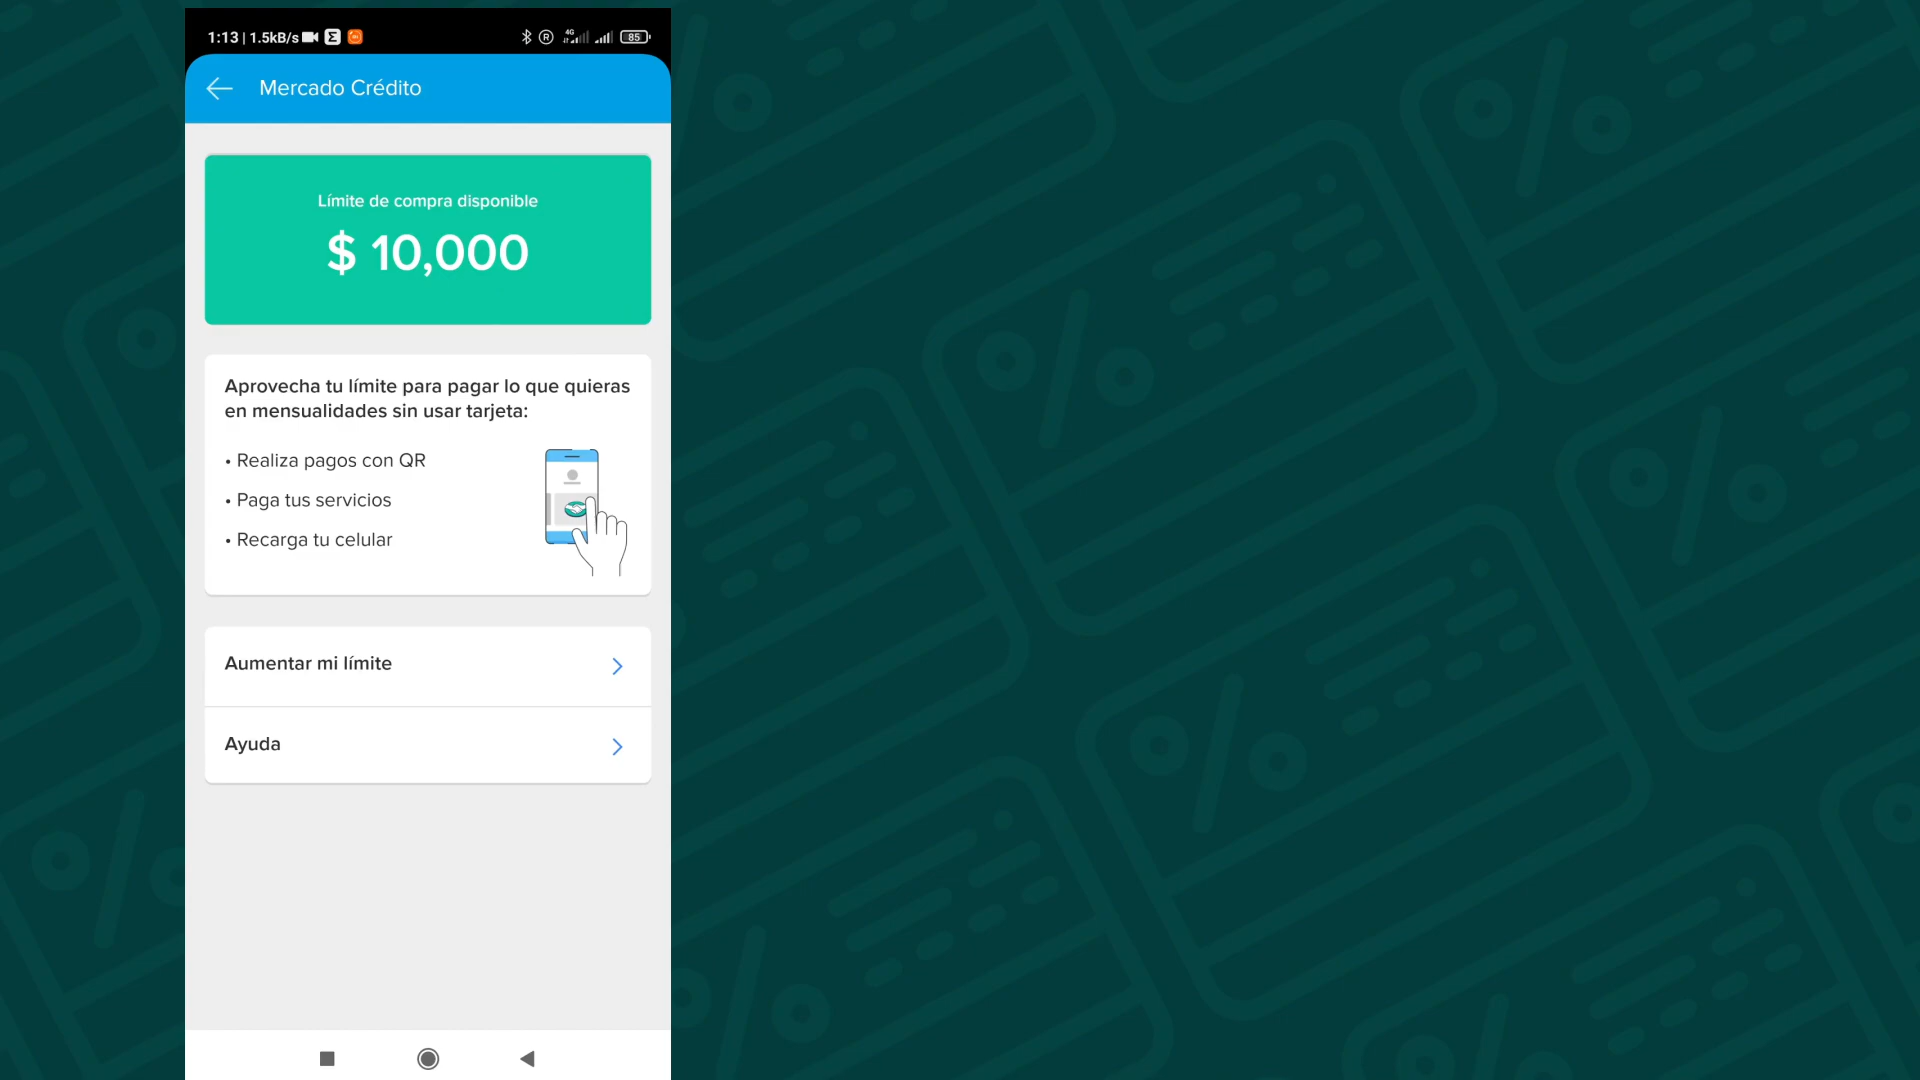 1:13 | 1.5kB/s
4G
85
Mercado Crédito
Límite de compra disponible
$ 10,000
Aprovecha tu límite para pagar lo que quieras
en mensualidades sin usar tarjeta:
• Realiza pagos con QR
• Paga tus servicios
• Recarga tu celular
Aumentar mi límite
Ayuda